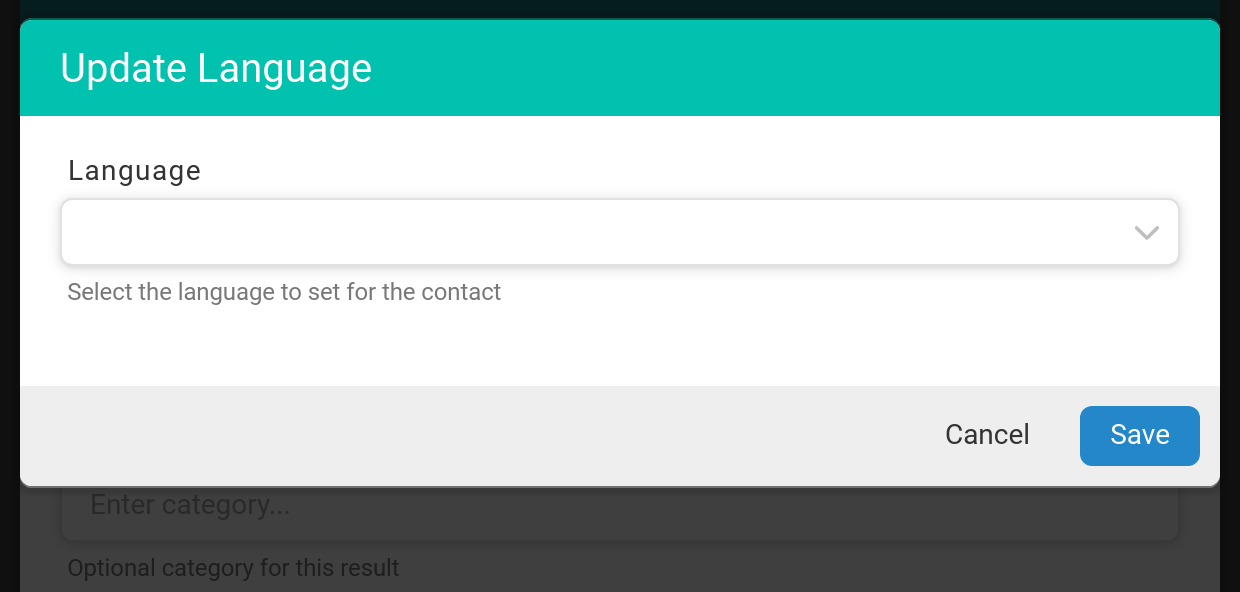 Update Language
Language
Select the language to set for the contact
Cancel
Save
Enter category...
Optional category for this result